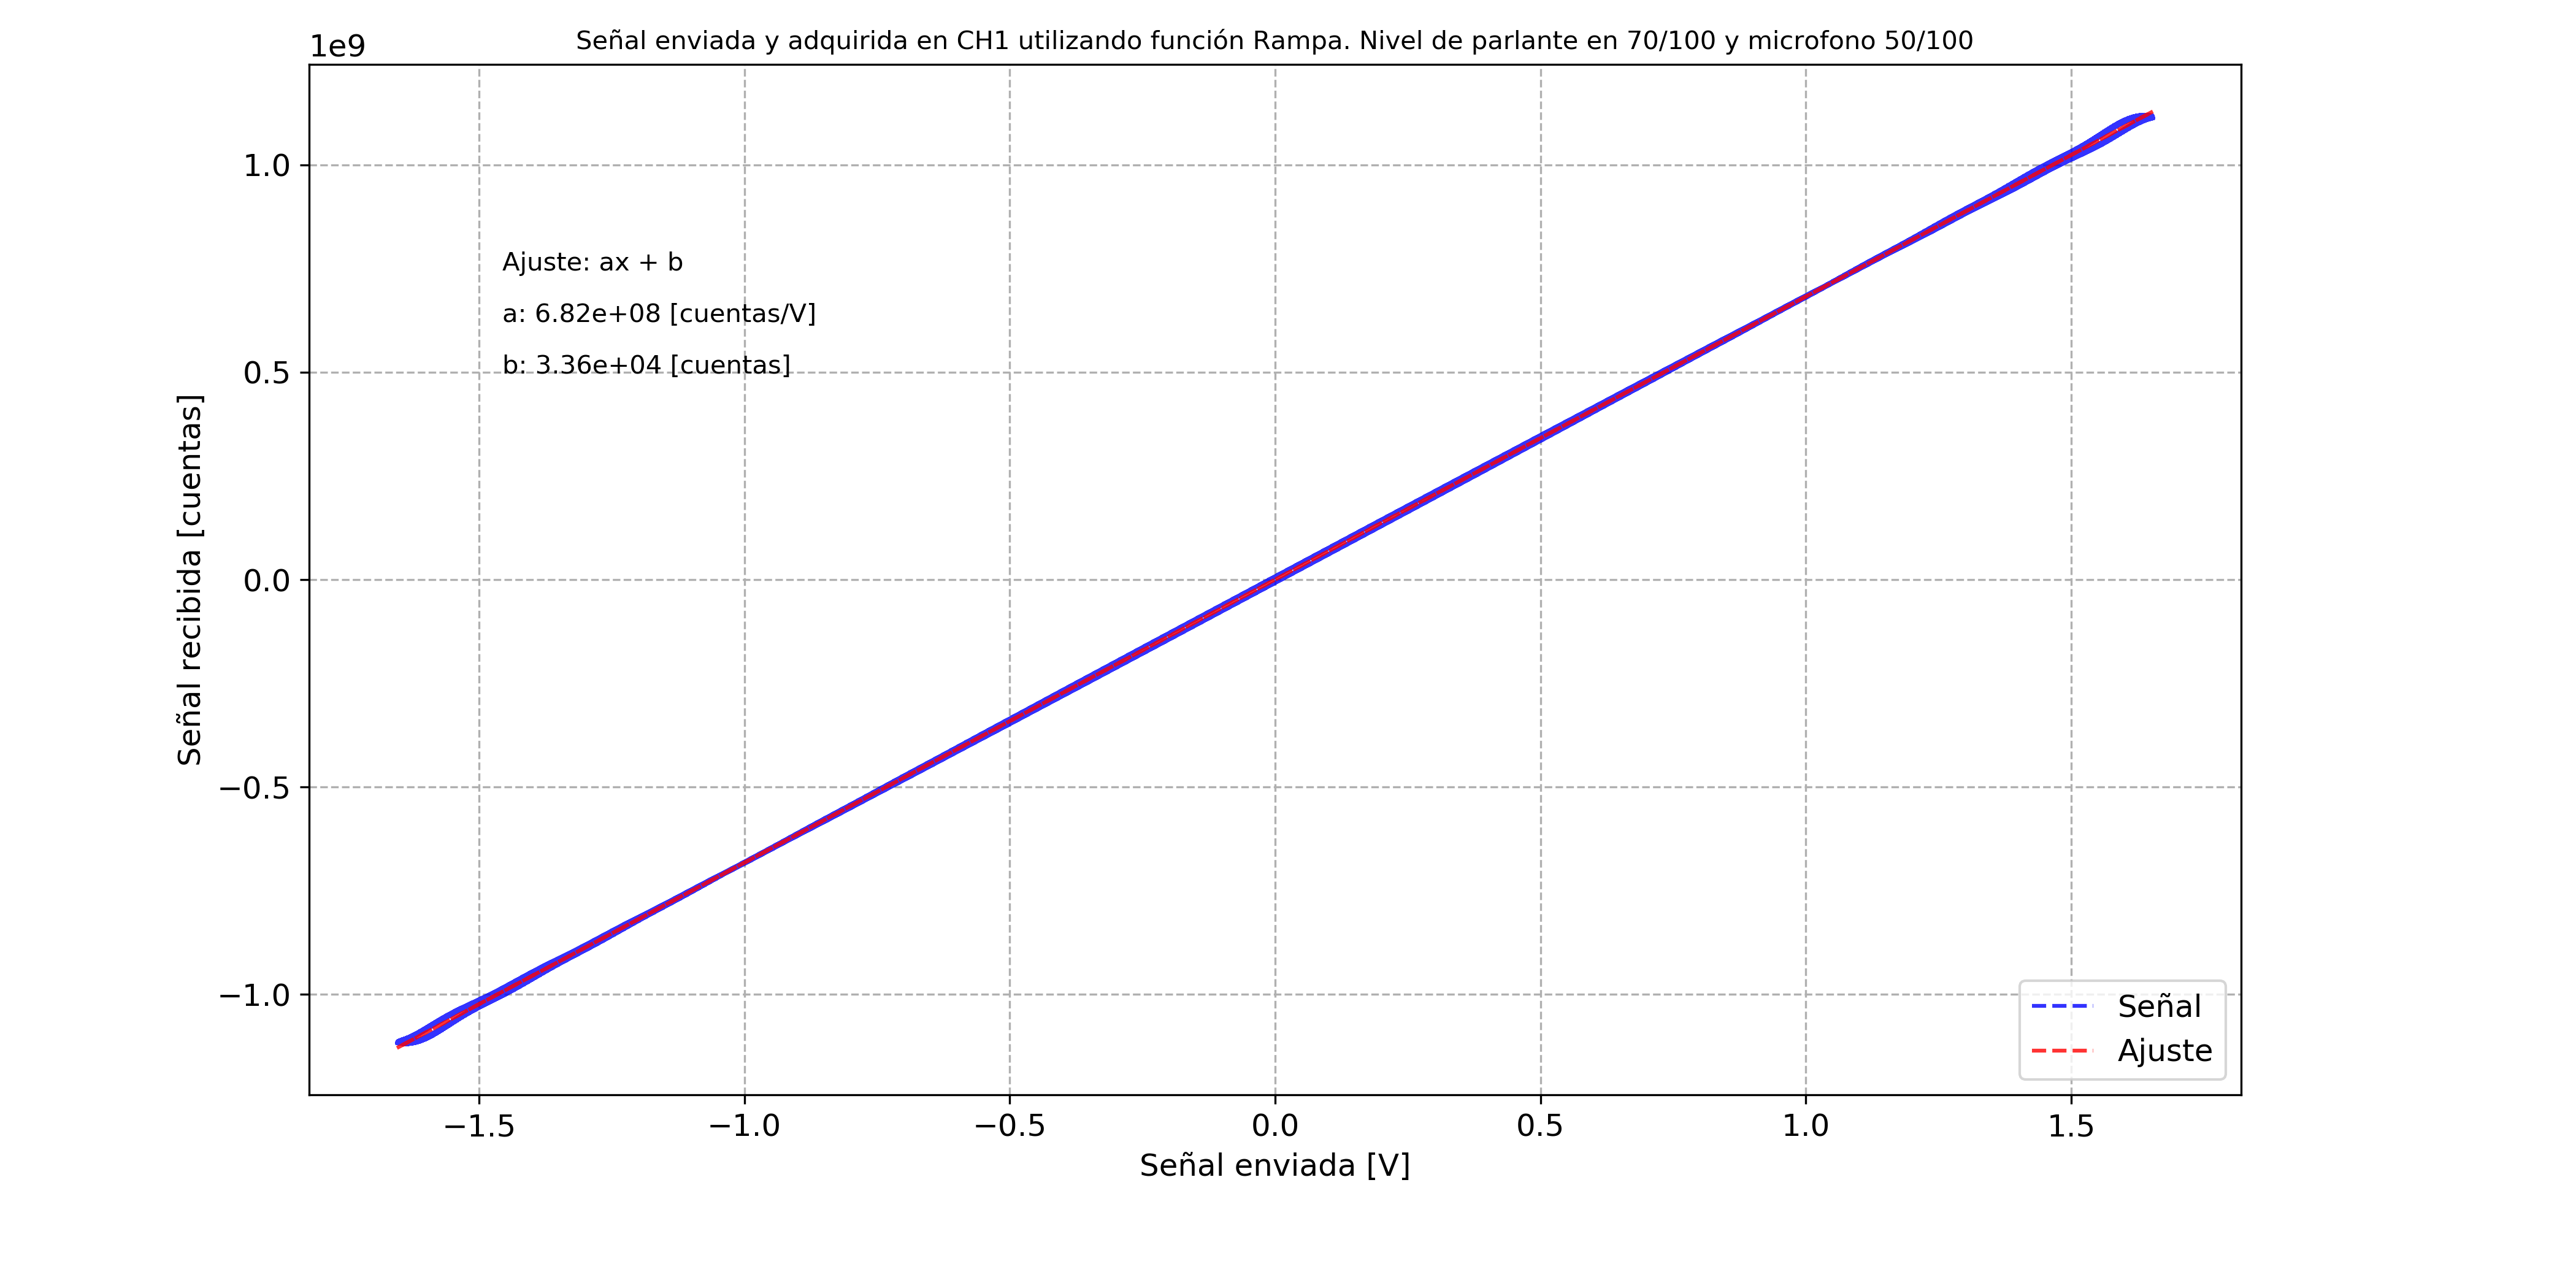 Señal enviada y adquirida en CH1 utilizando función Rampa. Nivel de parlante en 70/100 y microfono 50/100
1e9
1.0
0.5
0.0
−0.5
−1.0
Señal recibida [cuentas]
Ajuste: ax + b
a: 6.82e+08 [cuentas/V]
b: 3.36e+04 [cuentas]
Señal
Ajuste
−1.5
−1.0
−0.5
0.0
0.5
1.0
1.5
Señal enviada [V]